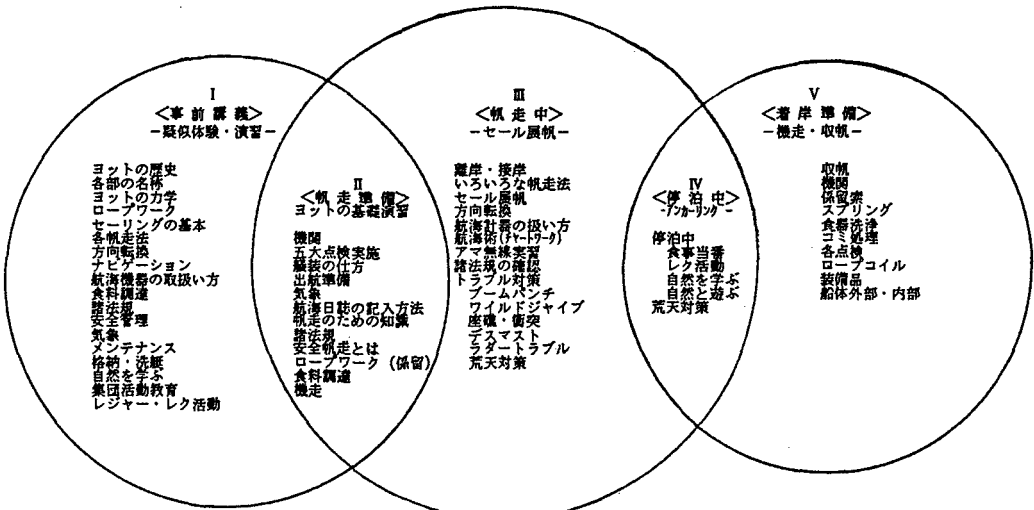 I
<事前講義>
-疑似体験・演習-
ヨットの歴史
各部の名称
ヨットの力学
ロープワーク
セーリングの基本
各帆走法
方向転換
ナビゲーション
航海機器の取扱い方
食料調達
諸法規
安全管理
気象
メンテナンス
格納・洗艇
自然を学ぶ
集団活動教育
レジャー・レク活動
II
<帆走準備>
ヨットの基礎演習
機関
五大点検実施
艤装の仕方
出航準備
気象
航海日誌の記入方法
帆走のための知識
諸法規
安全帆走とは
ロープワーク (係留)
食料調達
機走
III
<帆走中>
-セール展帆-
離岸・接岸
いろいろな帆走法
セール展帆
方向転換
航海計器の扱い方
航海術(チャートワーク)
アマ無線実習
諸法規の確認
トラブル対策
ブームパンチ
ワイルドジャイブ
座礁・衝突
デスマスト
ラダートラブル
荒天対策
IV
<停泊中>
-アンカーリング-
停泊中
食事当番
レク活動
自然を学ぶ
自然と遊ぶ
荒天対策
V
<着岸準備>
-機走・収帆-
収帆
機関
係留索
スプリング
食器洗浄
ゴミ処理
各点検
ロープコイル
装備品
船体外部・内部